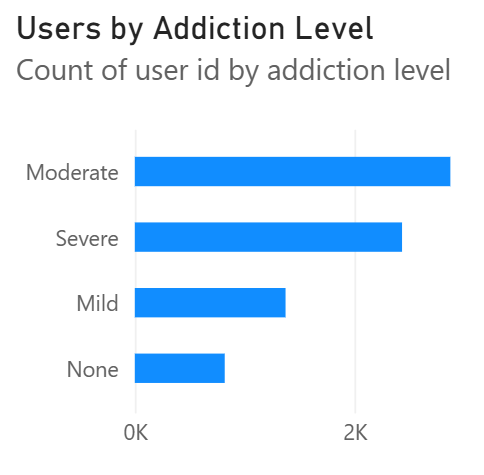 Users by Addiction Level
Count of user id by addiction level
Moderate
Severe
Mild
None
0K 2K